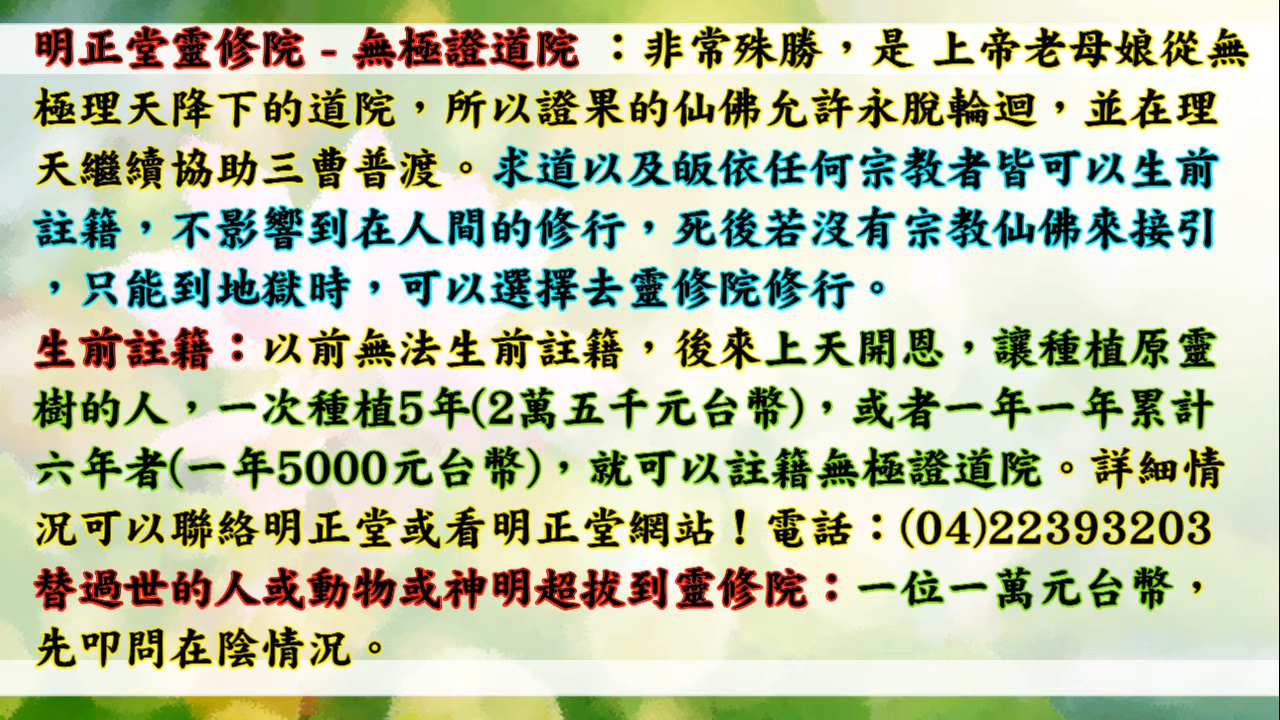 明正堂靈修院 - 無極證道院 ：非常殊勝，是 上帝老母娘從無
極理天降下的道院，所以證果的仙佛允許永脫輪迴，並在理
天繼續協助三曹普渡。求道以及皈依任何宗教者皆可以生前
註籍，不影響到在人間的修行，死後若沒有宗教仙佛來接引
，只能到地獄時，可以選擇去靈修院修行。
生前註籍：以前無法生前註籍，後來上天開恩，讓種植原靈
樹的人，一次種植5年(2萬五千元台幣)，或者一年一年累計
六年者(一年5000元台幣)，就可以註籍無極證道院。詳細情
況可以聯絡明正堂或看明正堂網站！電話：(04)22393203
替過世的人或動物或神明超拔到靈修院：一位一萬元台幣，
先叩問在陰情況。